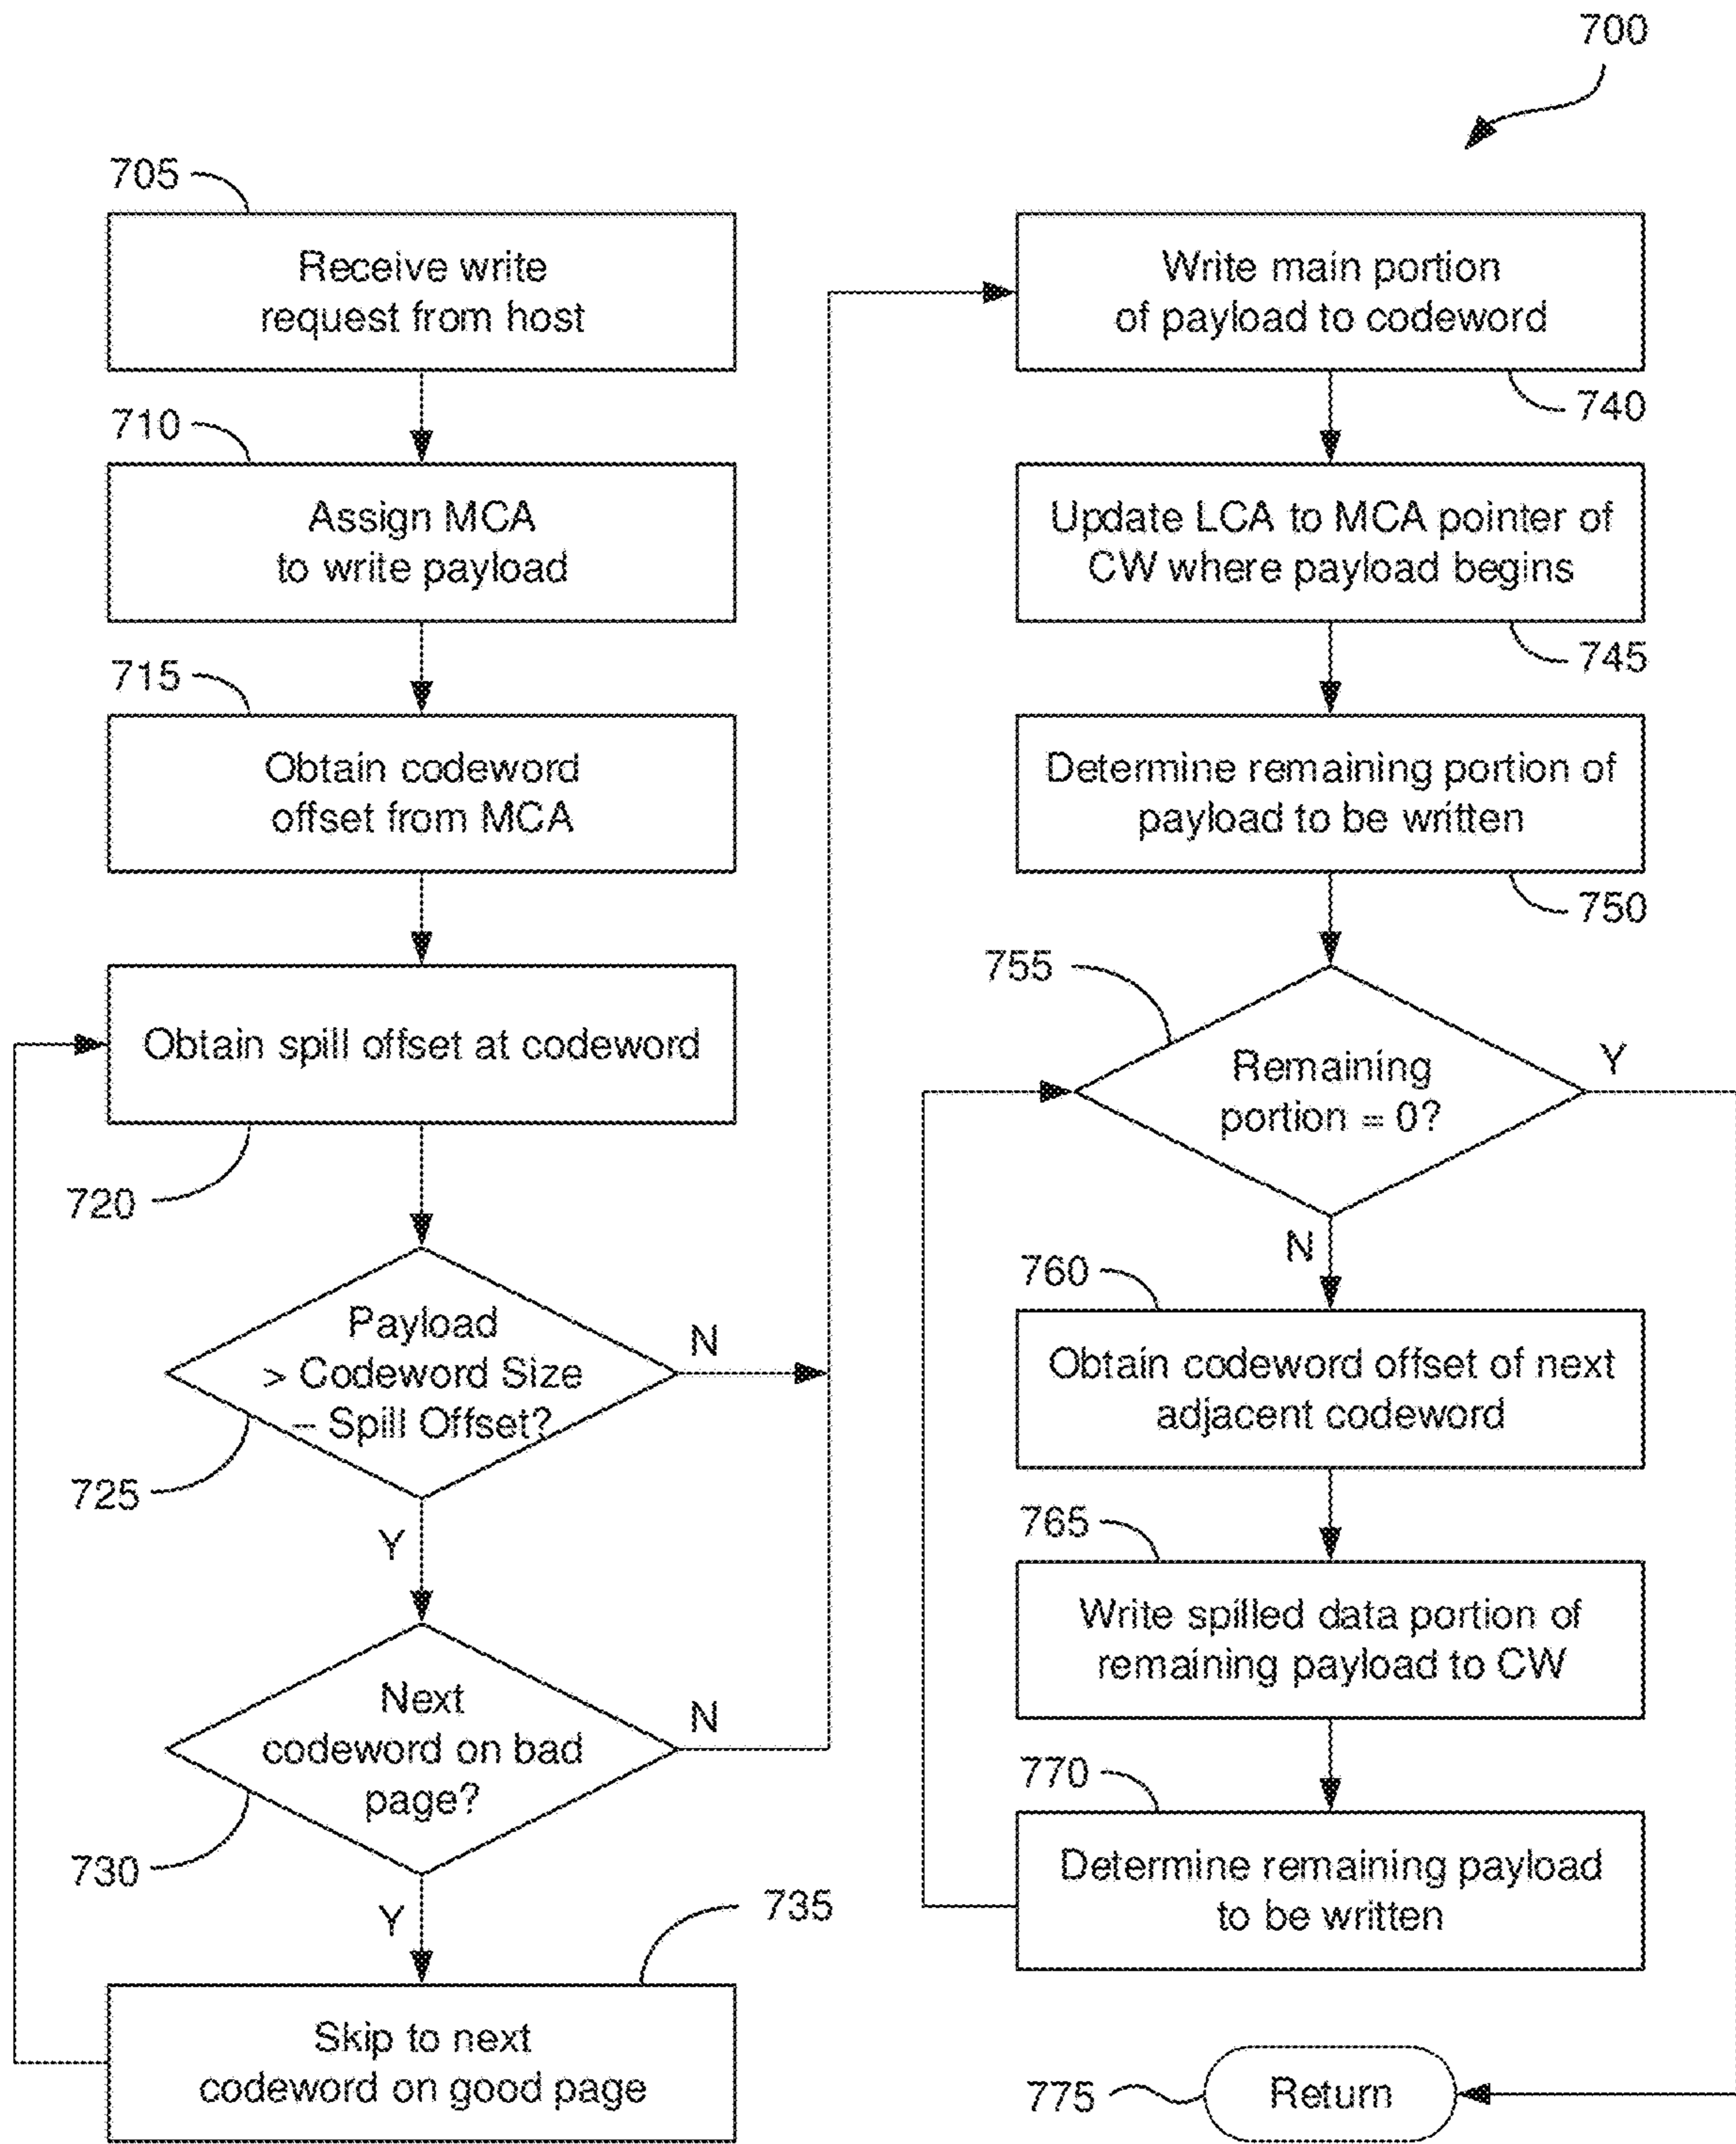 700
705
Receive write
request from host
710
Assign MCA
to write payload
715
Obtain codeword
offset from MCA
Obtain spill offset at codeword
720
Payload
> Codeword Size
– Spill Offset?
N
725
Y
Next
codeword on bad
page?
N
730
Y
735
Skip to next
codeword on good page
Write main portion
of payload to codeword
740
Update LCA to MCA pointer of
CW where payload begins
745
Determine remaining portion of
payload to be written
750
755
Remaining
portion = 0?
Y
N
760
Obtain codeword offset of next
adjacent codeword
765
Write spilled data portion of
remaining payload to CW
770
Determine remaining payload
to be written
775
Return